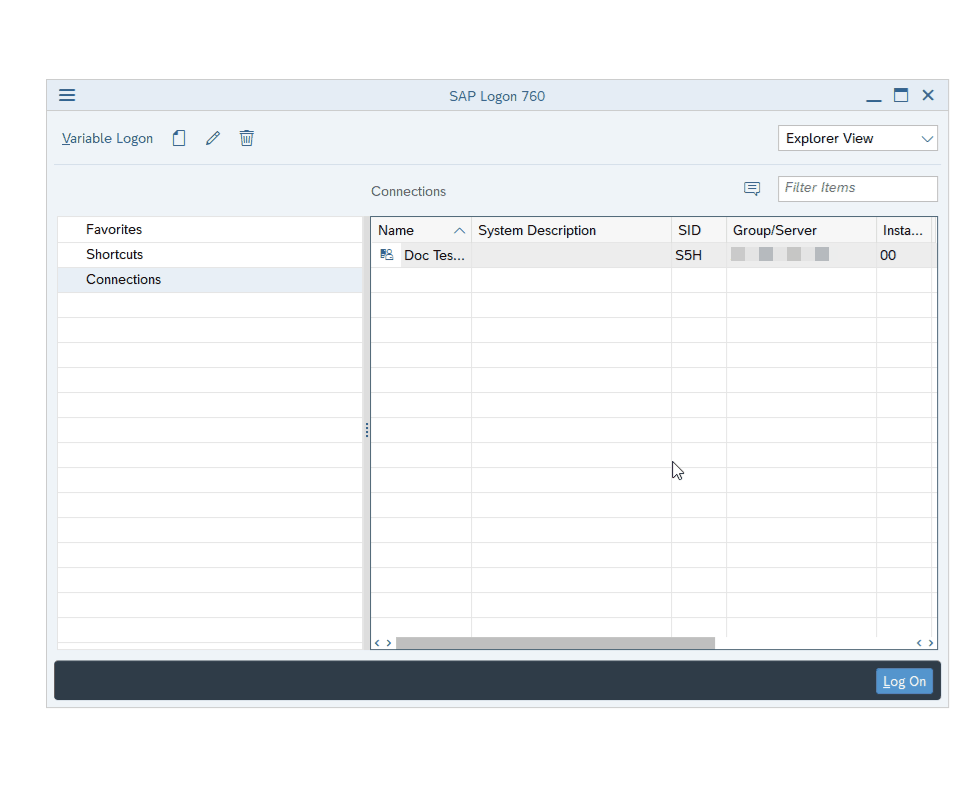 SAP Logon 760
Variable Logon
Explorer View
Connections
Filter Items
Favorites
Shortcuts
Connections
Name System Description SID Group/Server Insta...
Doc Tes... S5H 00
Log On